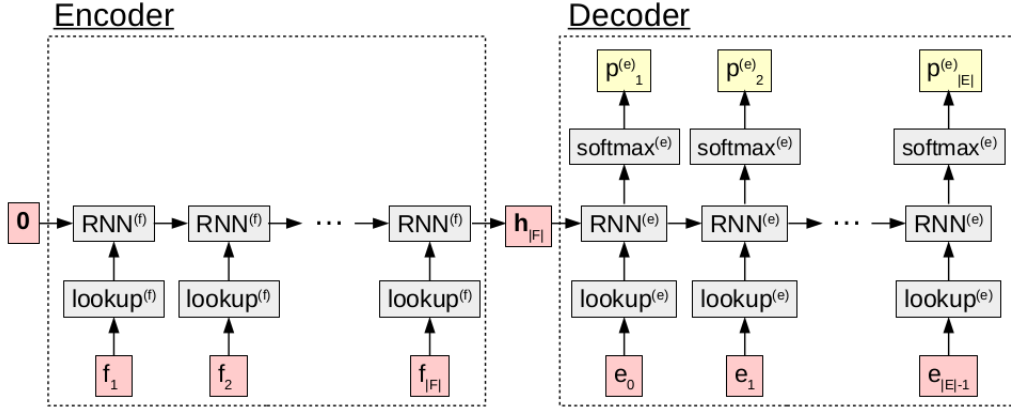 Encoder Decoder
p(e)1 p(e)2 p(e)|E|
softmax(e) softmax(e) softmax(e)
0 RNN(f) RNN(f) ... RNN(f) h|F| RNN(e) RNN(e) ... RNN(e)
lookup(f) lookup(f) lookup(f) lookup(e) lookup(e) lookup(e)
f1 f2 f|F| e0 e1 e|E|-1